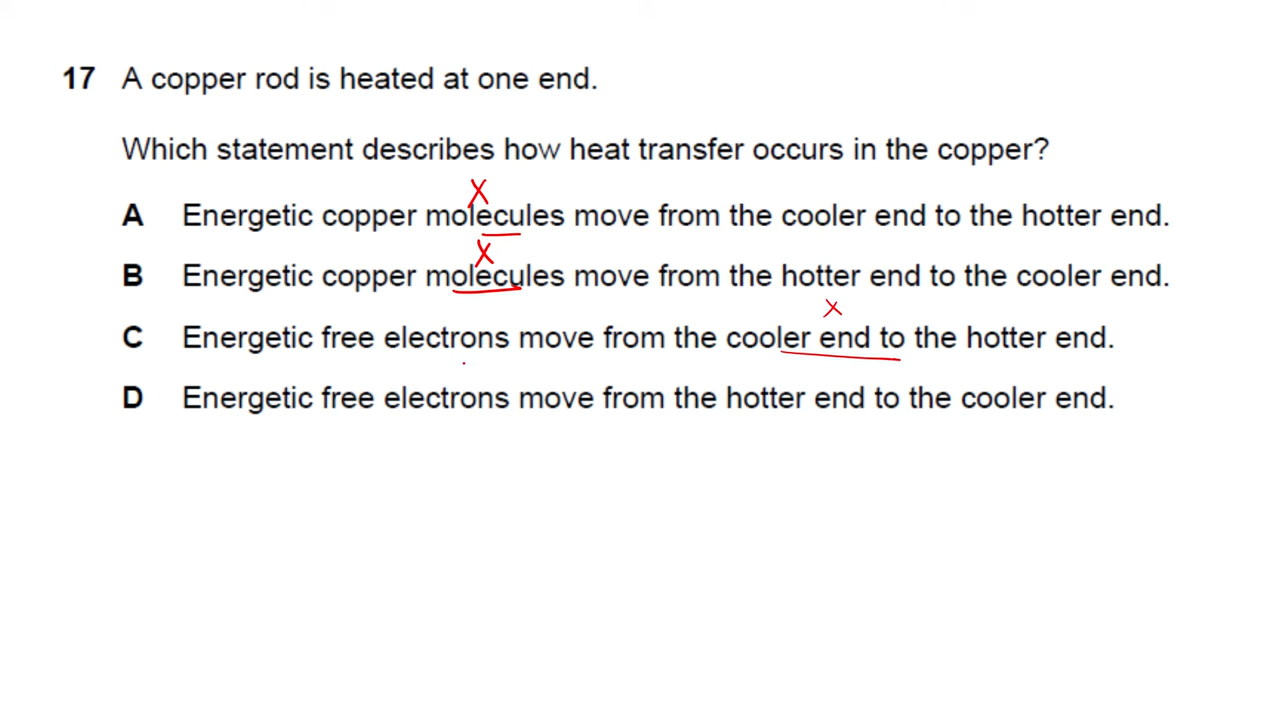 17 A copper rod is heated at one end.
Which statement describes how heat transfer occurs in the copper?
X
A Energetic copper molecules move from the cooler end to the hotter end.
X
B Energetic copper molecules move from the hotter end to the cooler end.
X
C Energetic free electrons move from the cooler end to the hotter end.
D Energetic free electrons move from the hotter end to the cooler end.